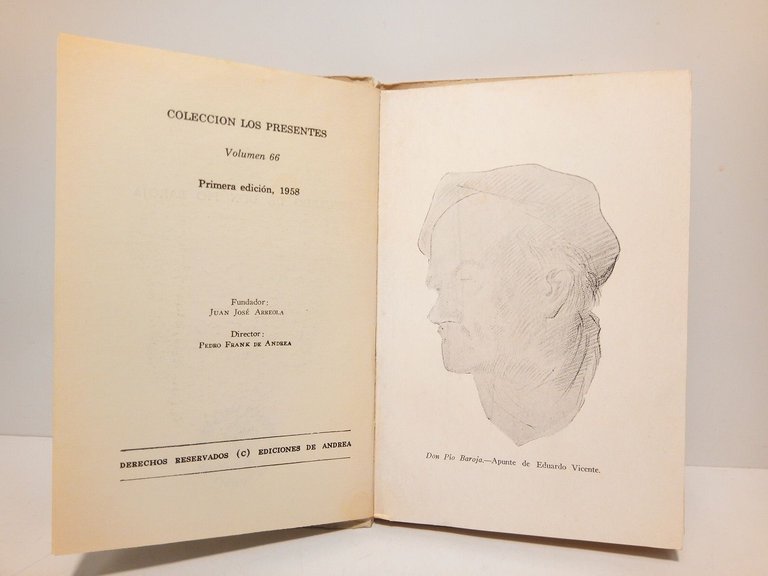 COLECCION LOS PRESENTES
Volumen 66
Primera edición, 1958
Fundador:
JUAN JOSÉ ARREOLA
Director:
PEDRO FRANK DE ANDREA
DERECHOS RESERVADOS (C) EDICIONES DE ANDREA
Don Pío Baroja.—Apunte de Eduardo Vicente.